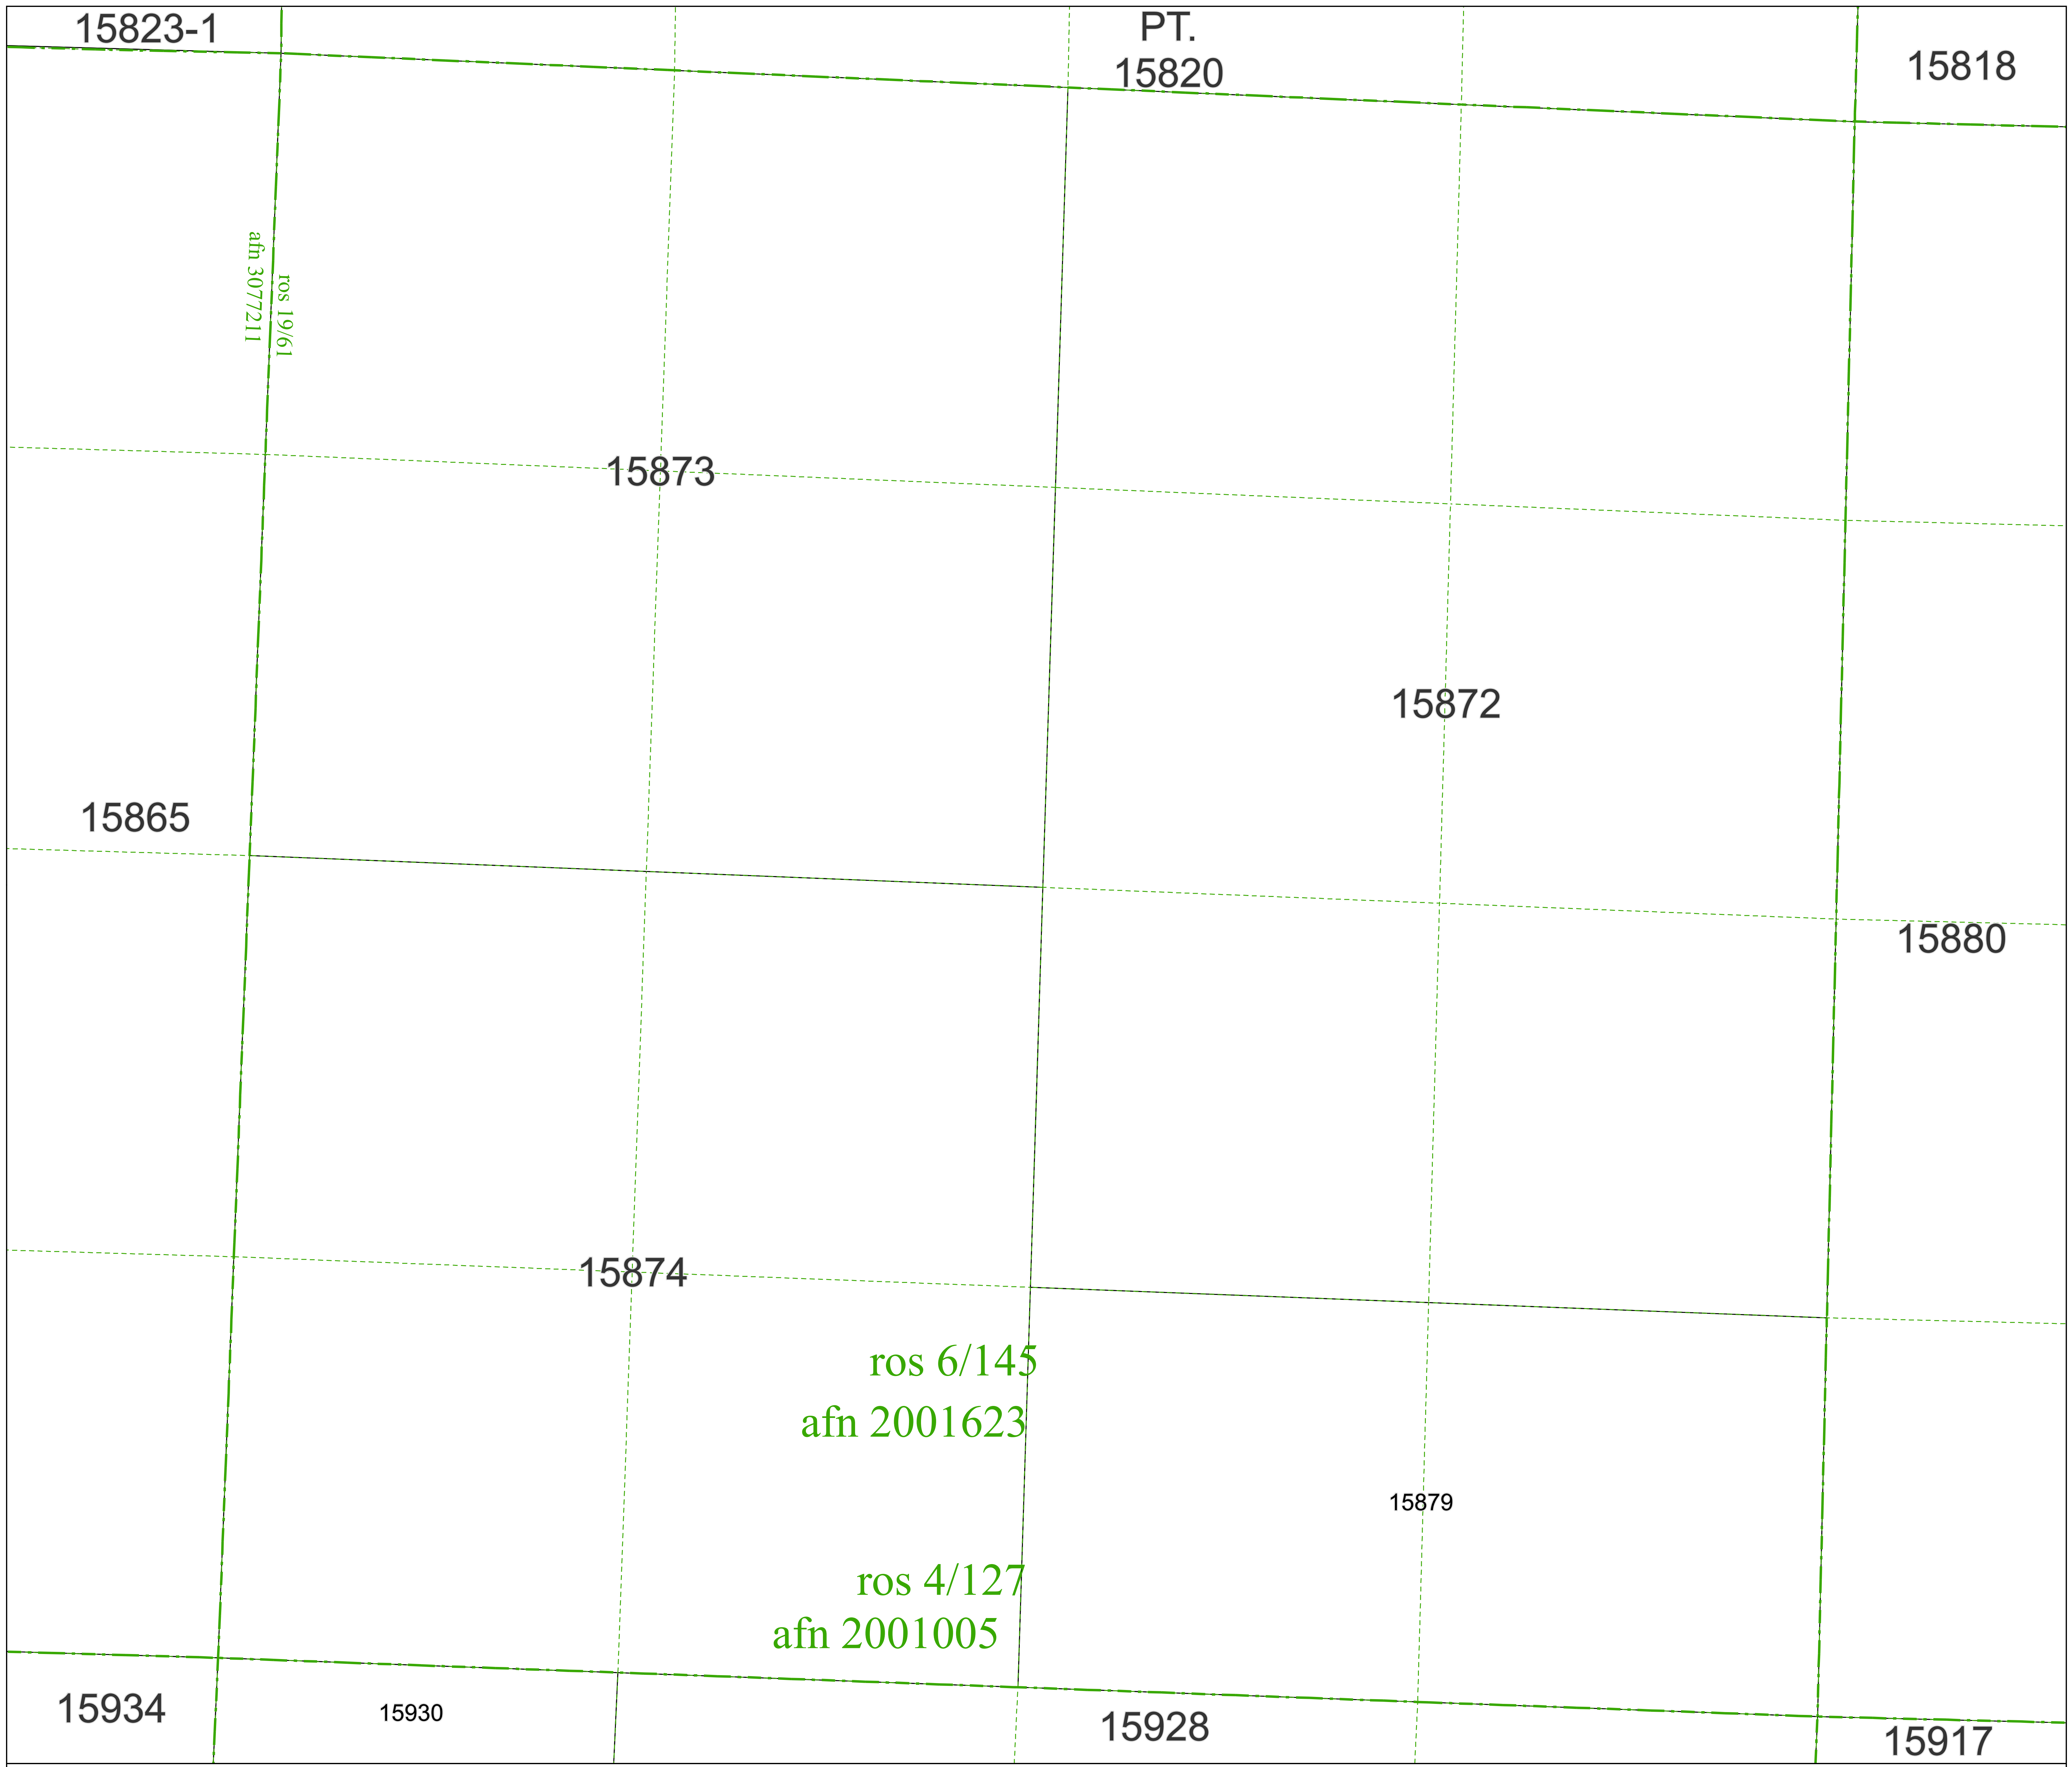 15823-1
PT.
15820
15818
afn 3077211
ros 19/61
15873
15872
15865
15880
15874
ros 6/145
afn 2001623
15879
ros 4/127
afn 2001005
15934
15930
15928
15917